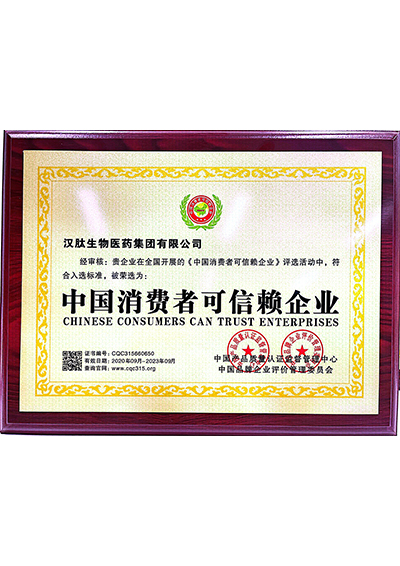 汉肽生物医药集团有限公司
经审核：贵企业在全国开展的《中国消费者可信赖企业》评选活动中，符
合入选标准，被荣选为：
中国消费者可信赖企业
CHINESE CONSUMERS CAN TRUST ENTERPRISES
证书编号：CQC315660650
有效日期：2020年09月-2023年09月
查询官网：www.cqc315.org
中国产品质量认证监督管理中心
中国品牌企业评价管理委员会